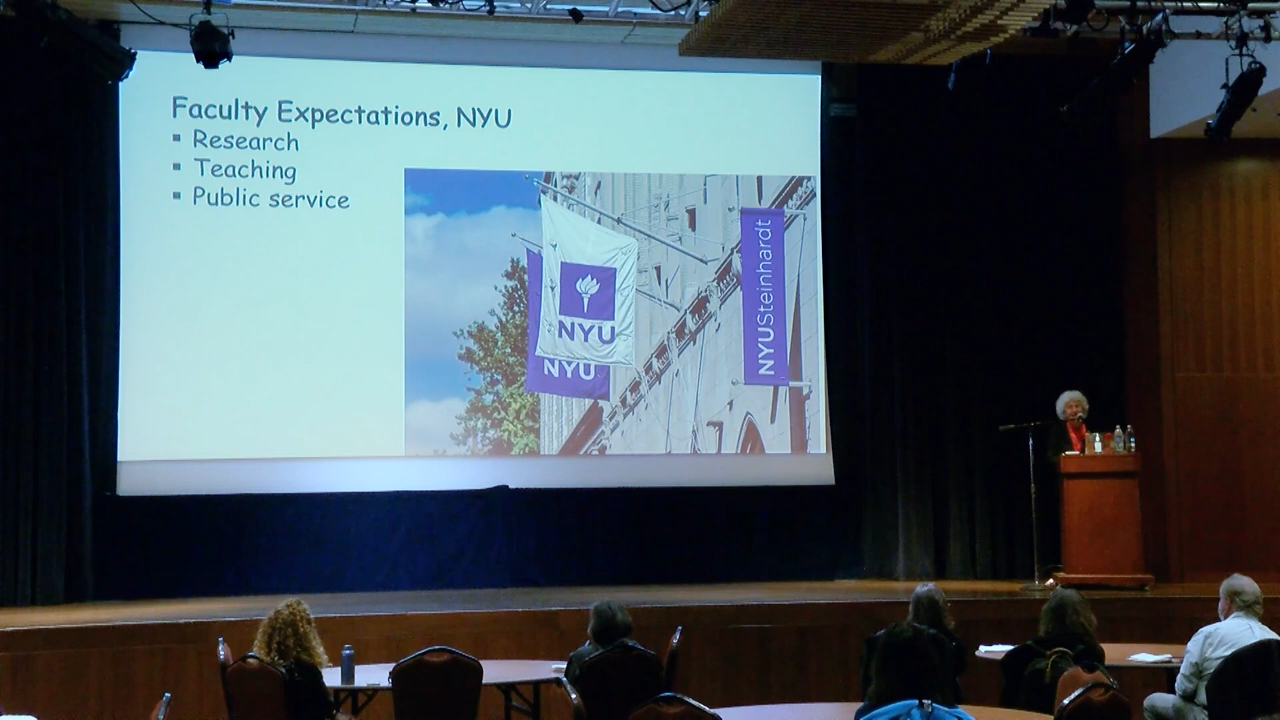 Faculty Expectations, NYU
▪ Research
▪ Teaching
▪ Public service
NYU
NYU
NYUSteinhardt